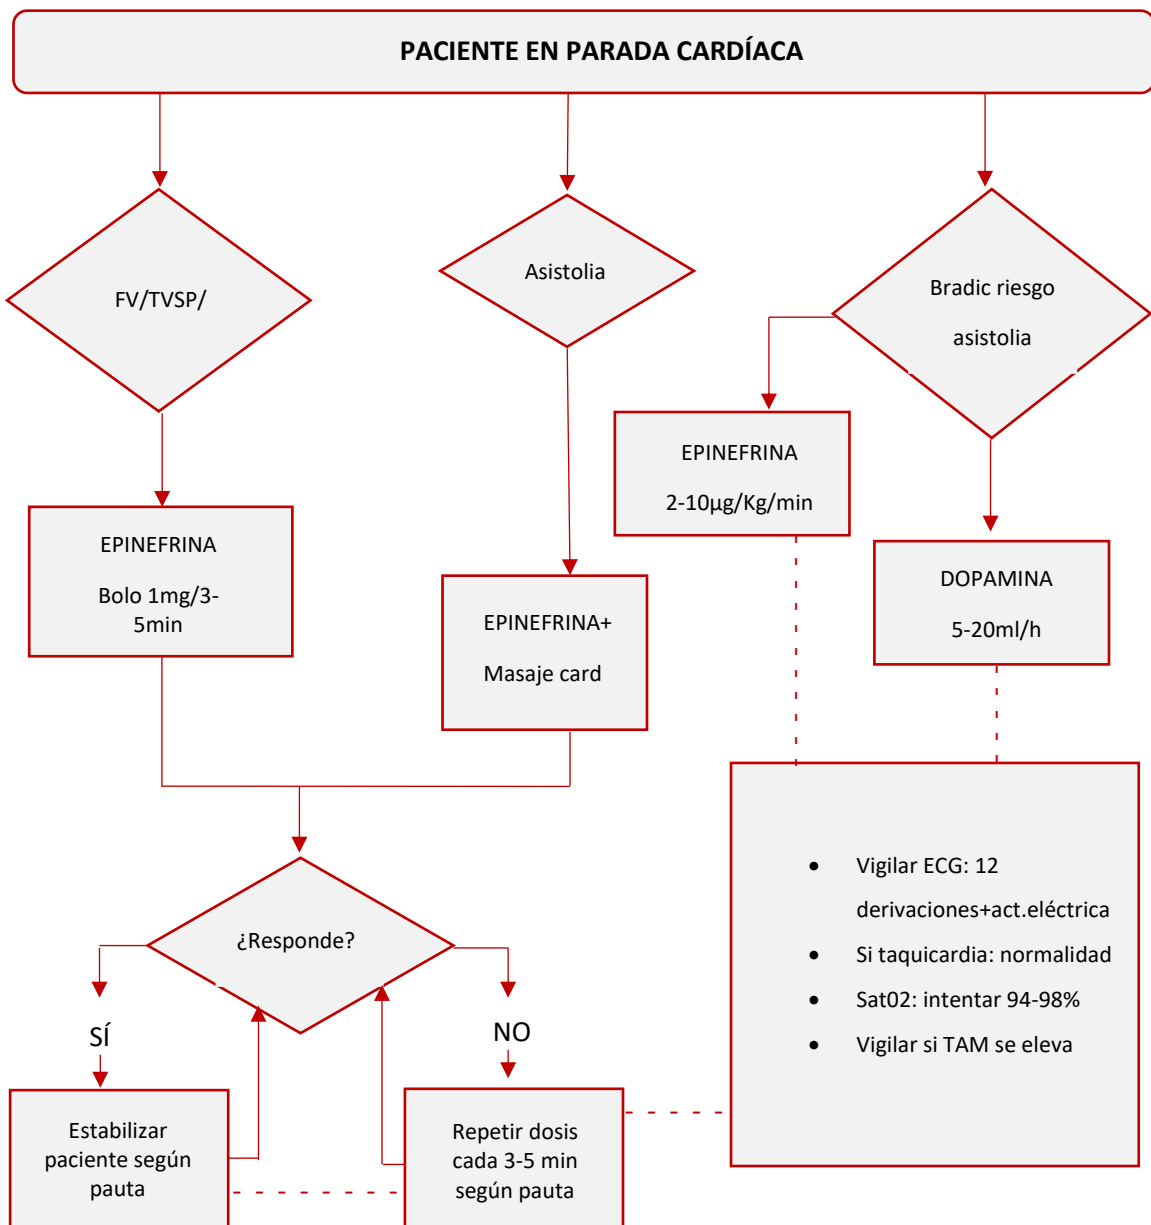 PACIENTE EN PARADA CARDÍACA
FV/TVSP/
Asistolia
Bradic riesgo
asistolia
EPINEFRINA
2-10µg/Kg/min
EPINEFRINA
Bolo 1mg/3-
5min
DOPAMINA
5-20ml/h
EPINEFRINA+
Masaje card
¿Responde?
SÍ
NO
Estabilizar
paciente según
pauta
Repetir dosis
cada 3-5 min
según pauta
• Vigilar ECG: 12
derivaciones+act.eléctrica
• Si taquicardia: normalidad
• Sat02: intentar 94-98%
• Vigilar si TAM se eleva